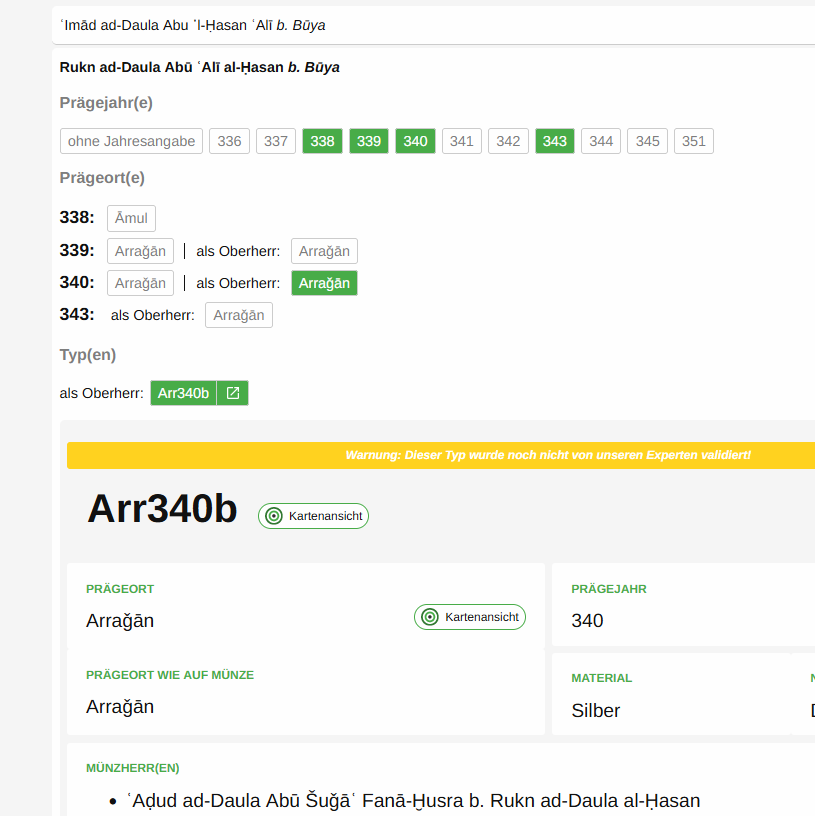 ʿImād ad-Daula Abu ʾl-Ḥasan ʿAlī b. Būya
Rukn ad-Daula Abū ʿAlī al-Ḥasan b. Būya
Prägejahr(e)
ohne Jahresangabe 336 337 338 339 340 341 342 343 344 345 351
Prägeort(e)
338: Āmul
339: Arraǧān | als Oberherr: Arraǧān
340: Arraǧān | als Oberherr: Arraǧān
343: als Oberherr: Arraǧān
Typ(en)
als Oberherr: Arr340b
Warnung: Dieser Typ wurde noch nicht von unseren Experten validiert!
Arr340b Kartenansicht
PRÄGEORT
Arraǧān Kartenansicht
PRÄGEJAHR
340
PRÄGEORT WIE AUF MÜNZE
Arraǧān
MATERIAL
Silber
MÜNZHERR(EN)
• ʿAḍud ad-Daula Abū Šuǧāʿ Fanā-Ḫusra b. Rukn ad-Daula al-Ḥasan